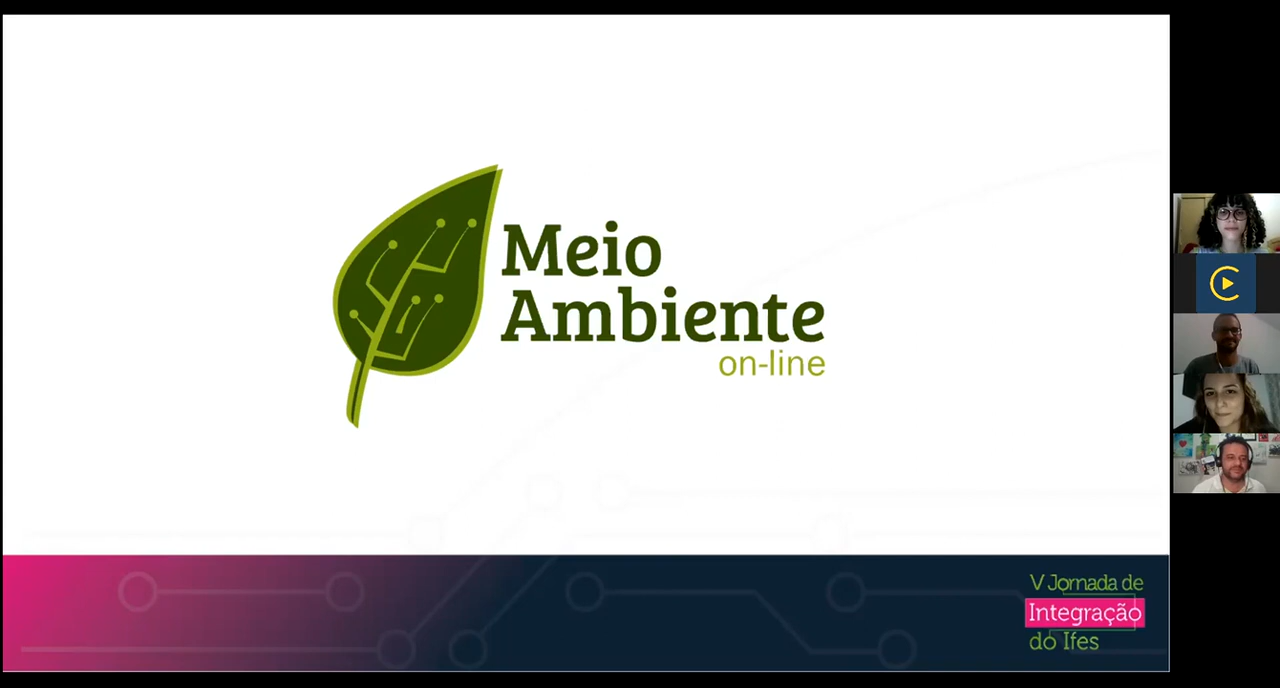 Meio
Ambiente
on-line
V Jornada de
Integração
do Ifes